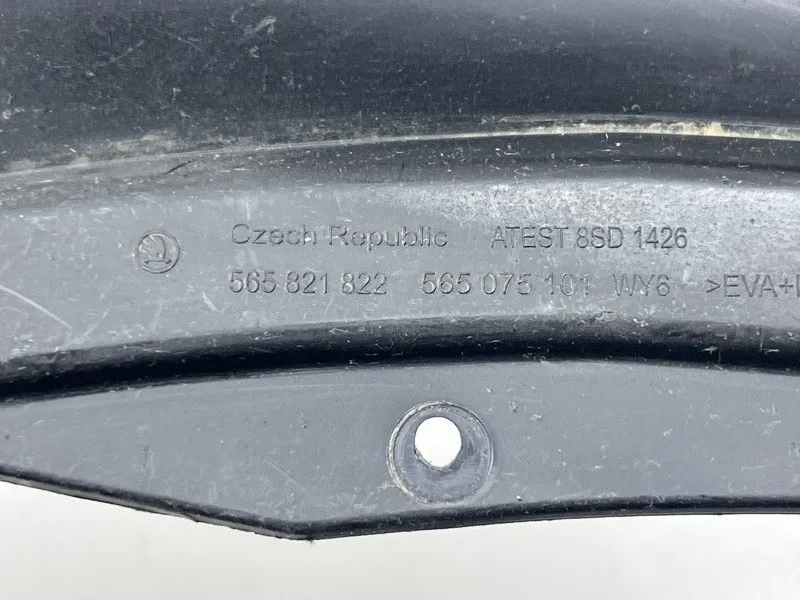 Czech Republic ATEST 8SD 1426
565 821 822 565 075 101 WY6 >EVA+